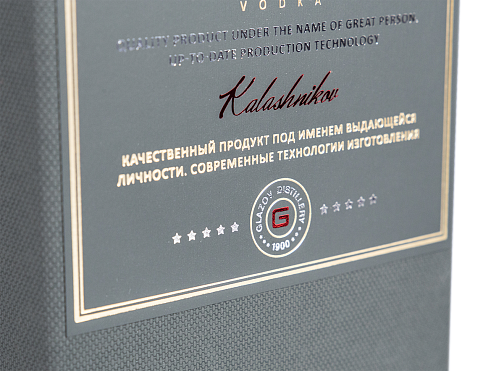 VODKA
QUALITY PRODUCT UNDER THE NAME OF GREAT PERSON.
UP-TO-DATE PRODUCTION TECHNOLOGY
Kalashnikov
КАЧЕСТВЕННЫЙ ПРОДУКТ ПОД ИМЕНЕМ ВЫДАЮЩЕЙСЯ
ЛИЧНОСТИ. СОВРЕМЕННЫЕ ТЕХНОЛОГИИ ИЗГОТОВЛЕНИЯ
GLAZOV DISTILLERY
G
1900